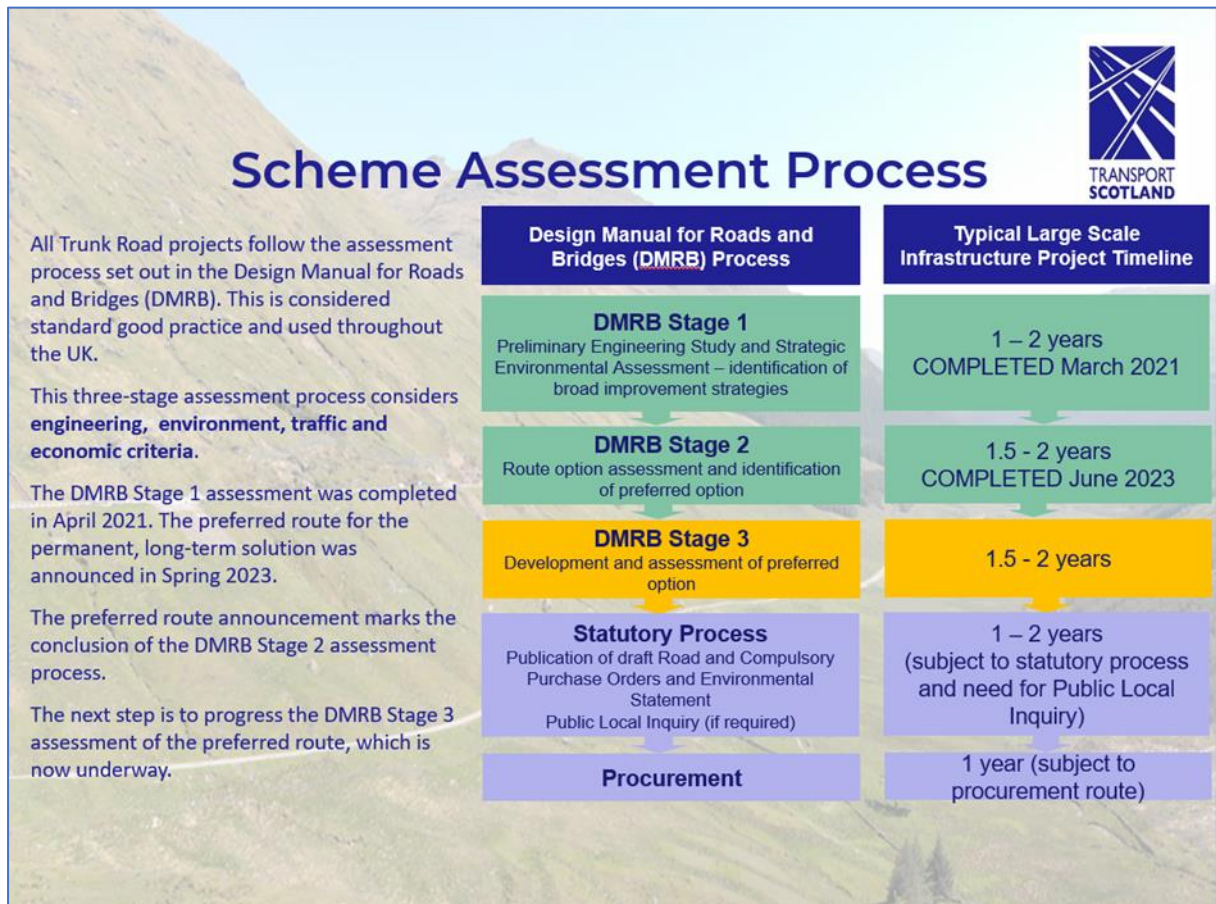 TRANSPORT
SCOTLAND
Scheme Assessment Process
All Trunk Road projects follow the assessment
process set out in the Design Manual for Roads
and Bridges (DMRB). This is considered
standard good practice and used throughout
the UK.
This three-stage assessment process considers
engineering, environment, traffic and
economic criteria.
The DMRB Stage 1 assessment was completed
in April 2021. The preferred route for the
permanent, long-term solution was
announced in Spring 2023.
The preferred route announcement marks the
conclusion of the DMRB Stage 2 assessment
process.
The next step is to progress the DMRB Stage 3
assessment of the preferred route, which is
now underway.
Design Manual for Roads and
Bridges (DMRB) Process
Typical Large Scale
Infrastructure Project Timeline
DMRB Stage 1
Preliminary Engineering Study and Strategic
Environmental Assessment – identification of
broad improvement strategies
1 – 2 years
COMPLETED March 2021
DMRB Stage 2
Route option assessment and identification
of preferred option
1.5 - 2 years
COMPLETED June 2023
DMRB Stage 3
Development and assessment of preferred
option
1.5 - 2 years
Statutory Process
Publication of draft Road and Compulsory
Purchase Orders and Environmental
Statement
Public Local Inquiry (if required)
1 – 2 years
(subject to statutory process
and need for Public Local
Inquiry)
Procurement
1 year (subject to
procurement route)